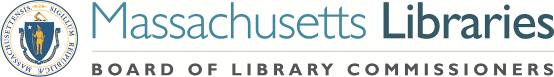 Massachusetts Libraries
BOARD OF LIBRARY COMMISSIONERS